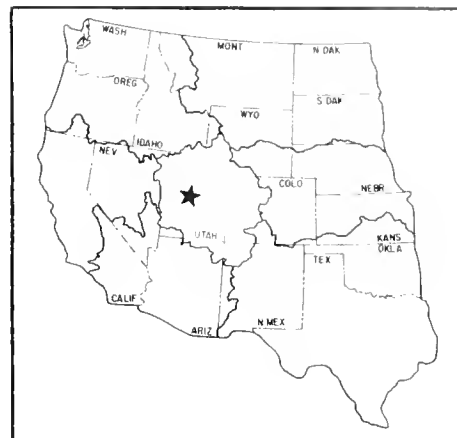 WASH
MONT
N DAK
OREG
S DAK
WYO
IDAHO
NEV
COLO
NEBR
UTAH
KANS
OKLA
TEX
CALIF
N MEX
ARIZ